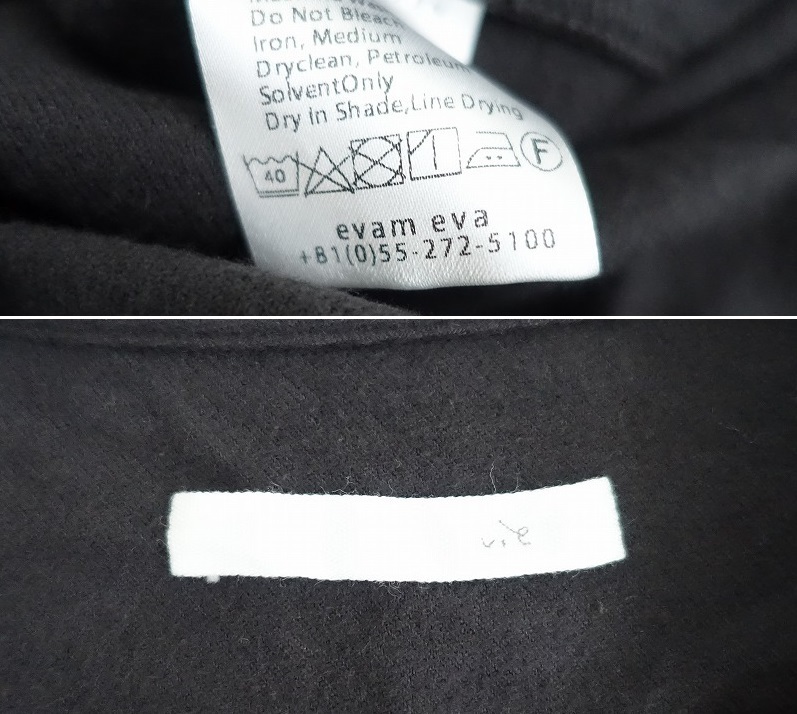 Do Not Bleach
Iron, Medium
Dryclean, Petroleum
SolventOnly
Dry in Shade,Line Drying
40
F
evam eva
+81(0)55-272-5100
vie